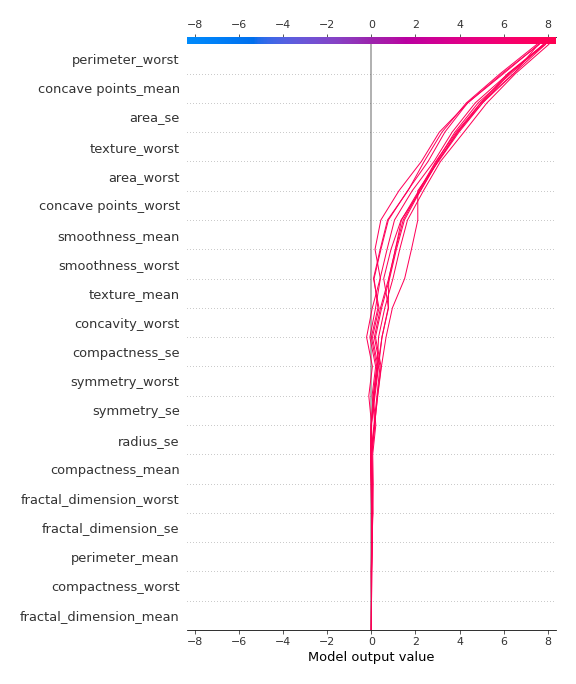 −8 −6 −4 −2 0 2 4 6 8
perimeter_worst
concave points_mean
area_se
texture_worst
area_worst
concave points_worst
smoothness_mean
smoothness_worst
texture_mean
concavity_worst
compactness_se
symmetry_worst
symmetry_se
radius_se
compactness_mean
fractal_dimension_worst
fractal_dimension_se
perimeter_mean
compactness_worst
fractal_dimension_mean
−8 −6 −4 −2 0 2 4 6 8
Model output value